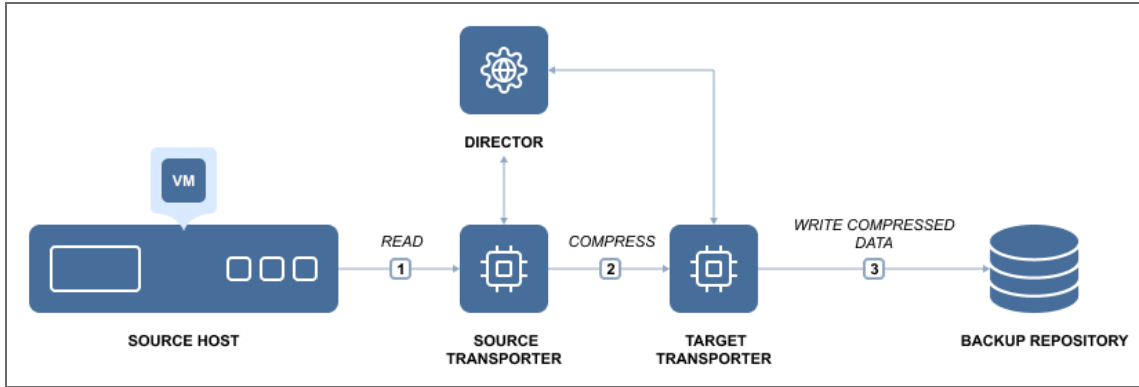 DIRECTOR
VM
READ
1
COMPRESS
2
WRITE COMPRESSED
DATA
3
SOURCE HOST
SOURCE
TRANSPORTER
TARGET
TRANSPORTER
BACKUP REPOSITORY